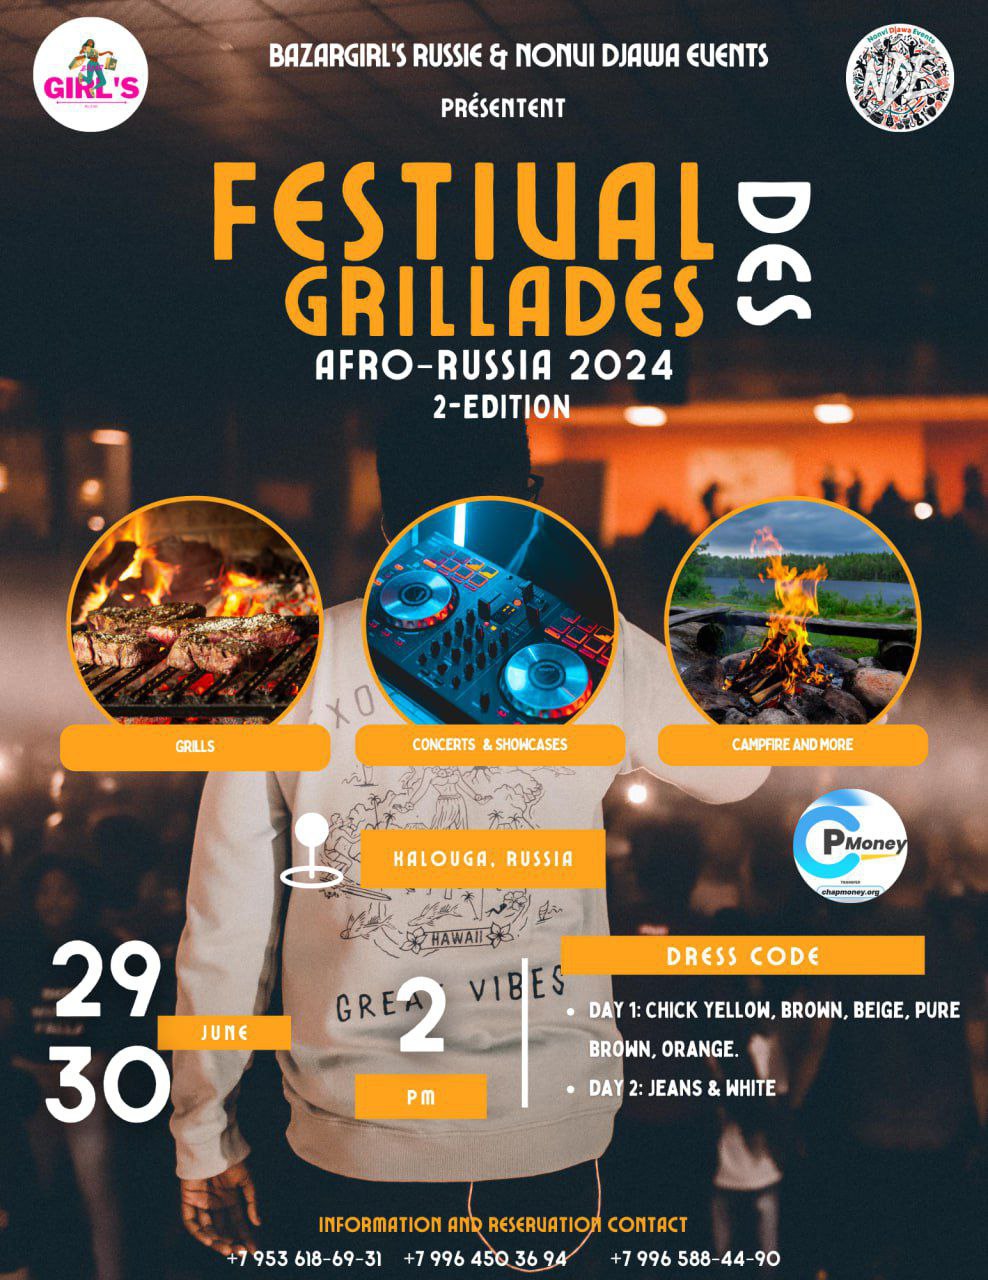 BAZARGIRL'S RUSSIE & NONVI DJAWA EVENTS
PRÉSENTENT
GIRL'S
Nonvi Djawa Events
NDE
FESTIVAL
DES
GRILLADES
AFRO-RUSSIA 2024
2-EDITION
GRILLS
CONCERTS & SHOWCASES
CAMPFIRE AND MORE
KALOUGA, RUSSIA
CPMoney
TRANSFER
chapmoney.org
HAWAII
GREAT VIBES
29
30
JUNE
2
PM
DRESS CODE
• DAY 1: CHICK YELLOW, BROWN, BEIGE, PURE
BROWN, ORANGE.
• DAY 2: JEANS & WHITE
INFORMATION AND RESERVATION CONTACT
+7 953 618-69-31 +7 996 450 36 94 +7 996 588-44-90